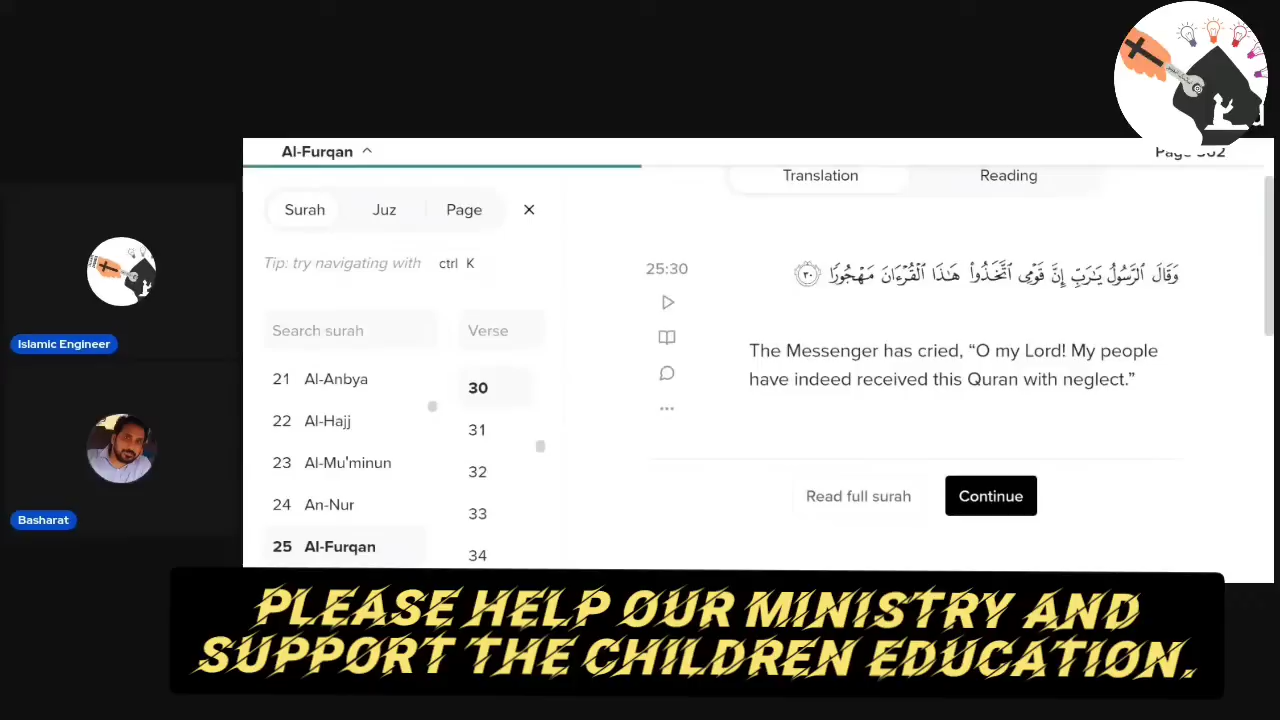 Al-Furqan
Surah
Juz
Page
Tip: try navigating with ctrl K
Search surah
Verse
21 Al-Anbya
22 Al-Hajj
23 Al-Mu'minun
24 An-Nur
25 Al-Furqan
30
31
32
33
34
Translation
Reading
25:30
وَقَالَ ٱلرَّسُولُ يَـٰرَبِّ إِنَّ قَوْمِى ٱتَّخَذُوا۟ هَـٰذَا ٱلْقُرْءَانَ مَهْجُورًۭا ٣٠
The Messenger has cried, “O my Lord! My people
have indeed received this Quran with neglect.”
Read full surah
Continue
Islamic Engineer
Basharat
PLEASE HELP OUR MINISTRY AND
SUPPORT THE CHILDREN EDUCATION.